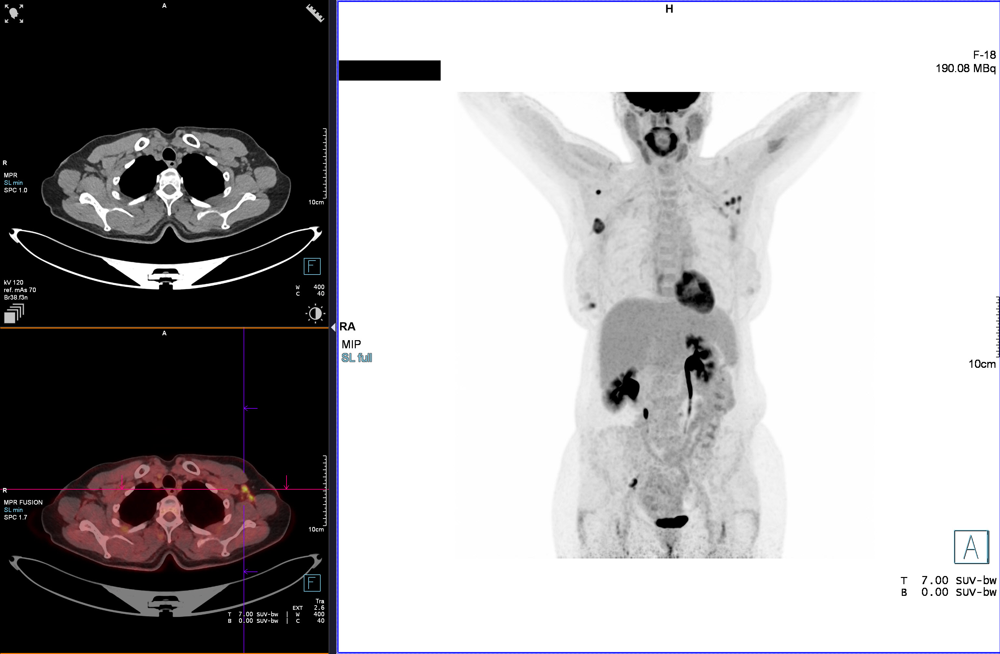 A
R
MPR
SL min
SPC 1.0
10cm
F
kV 120
ref. mAs 70
Br38.f3n
W 400
C 40
A
R
MPR FUSION
SL min
SPC 1.7
10cm
F
Tra
EXT 2.6
T 7.00 SUV-bw | W 400
B 0.00 SUV-bw | C 40
H
F-18
190.08 MBq
RA
MIP
SL full
10cm
A
T 7.00 SUV-bw
B 0.00 SUV-bw